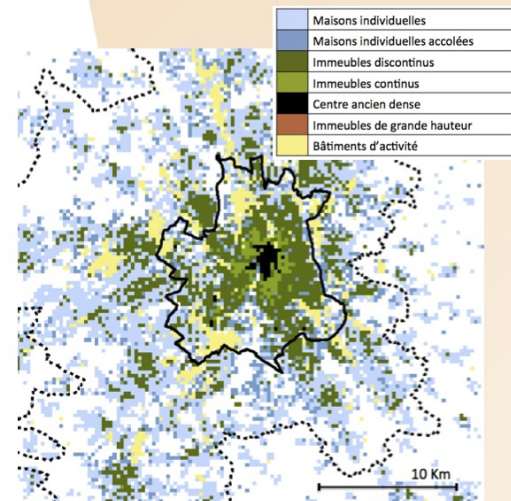 Maisons individuelles
Maisons individuelles accolées
Immeubles discontinus
Immeubles continus
Centre ancien dense
Immeubles de grande hauteur
Bâtiments d'activité
10 Km